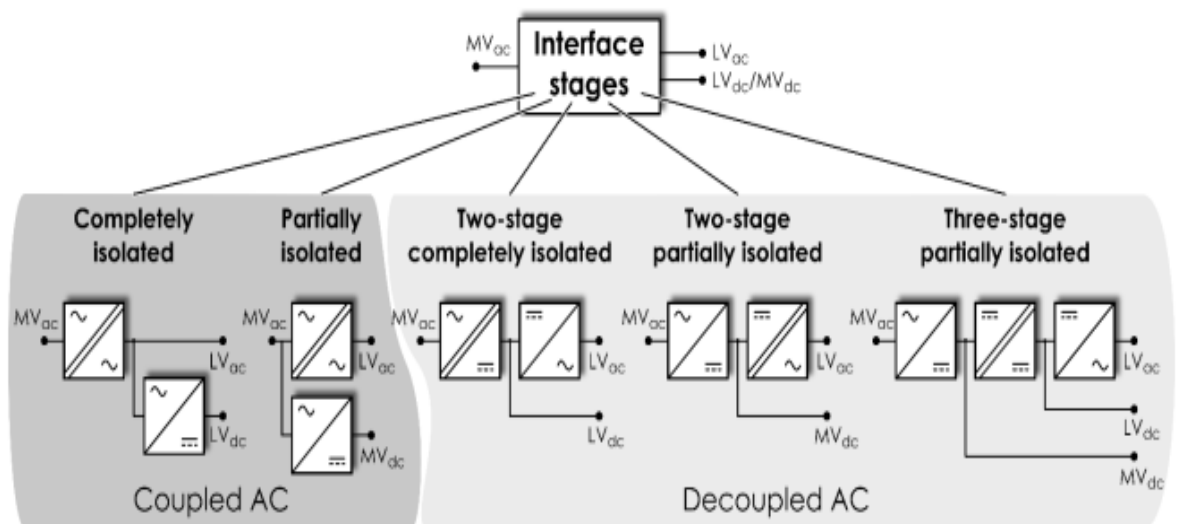 MVac
Interface
stages
LVac
LVdc/MVdc
Completely
isolated
Partially
isolated
Two-stage
completely isolated
Two-stage
partially isolated
Three-stage
partially isolated
MVac
LVac
LVdc
MVac
LVac
MVdc
MVac
LVac
LVdc
MVac
LVac
MVdc
MVac
LVac
LVdc
MVdc
Coupled AC
Decoupled AC